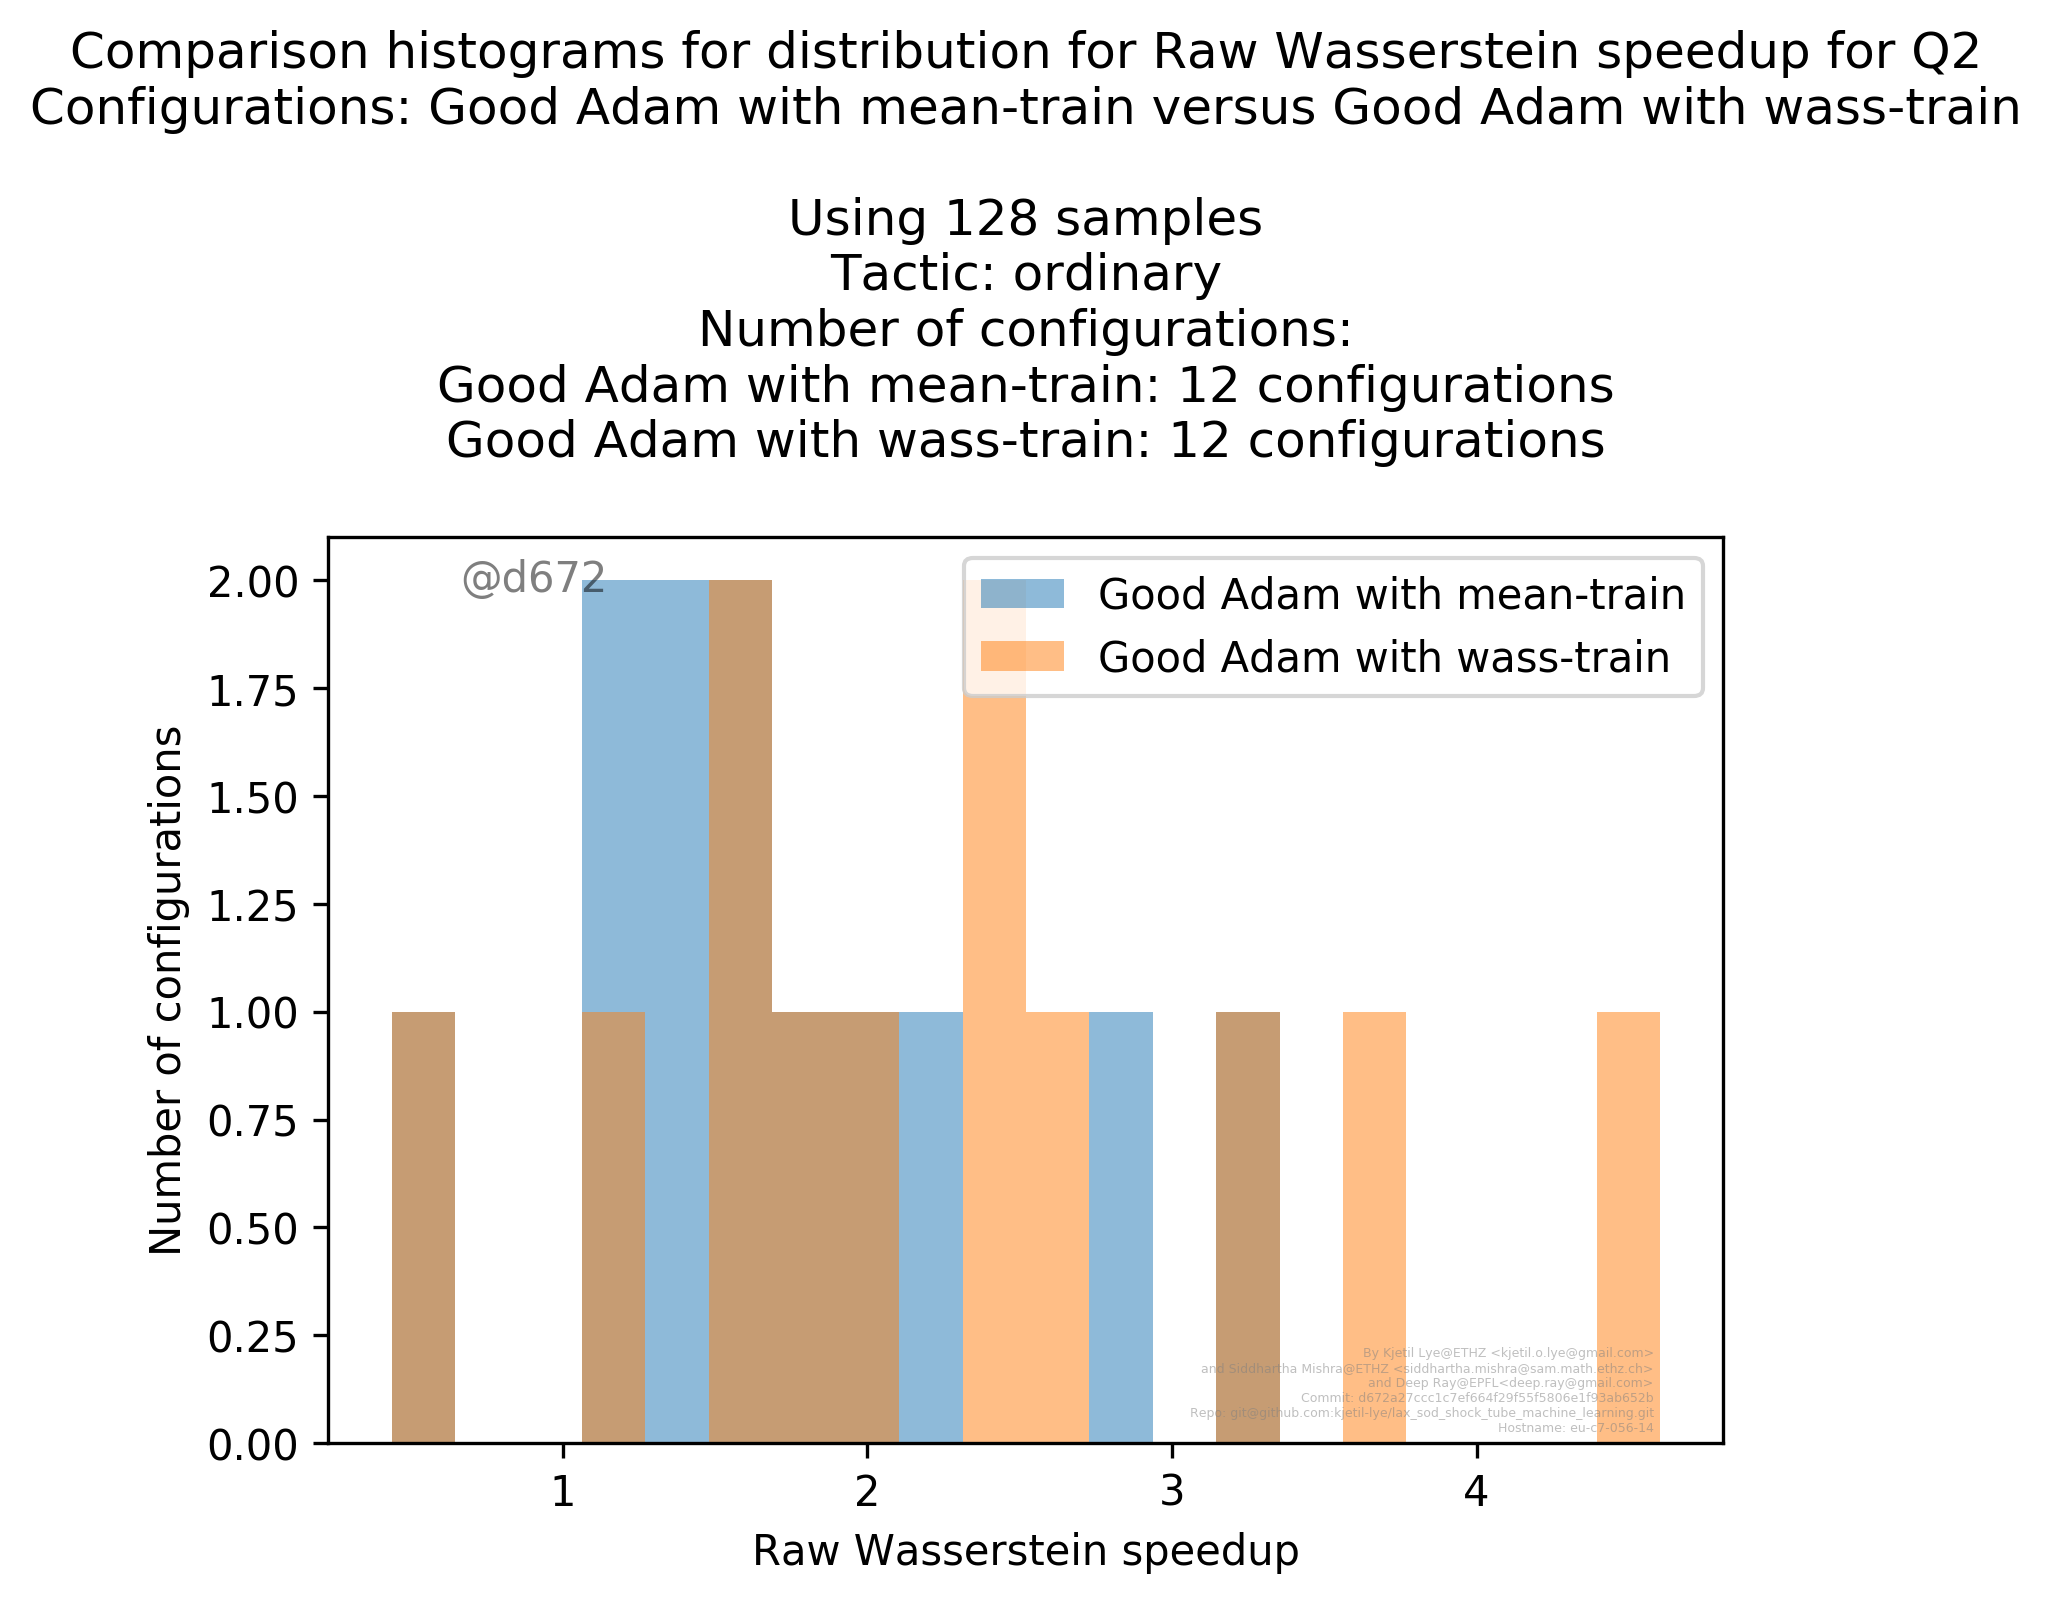 Comparison histograms for distribution for Raw Wasserstein speedup for Q2
Configurations: Good Adam with mean-train versus Good Adam with wass-train
Using 128 samples
Tactic: ordinary
Number of configurations:
Good Adam with mean-train: 12 configurations
Good Adam with wass-train: 12 configurations
@d672
Good Adam with mean-train
Good Adam with wass-train
2.00
1.75
1.50
1.25
1.00
0.75
0.50
0.25
0.00
Number of configurations
By Kjetil Lye@ETHZ <kjetil.o.lye@gmail.com>
and Siddhartha Mishra@ETHZ <siddhartha.mishra@sam.math.ethz.ch>
and Deep Ray@EPFL<deep.ray@gmail.com>
Commit: d672a27ccc1c7ef664f29f55f5806e1f93ab652b
Repo: git@github.com:kjetil-lye/lax_sod_shock_tube_machine_learning.git
Hostname: eu-c7-056-14
1 2 3 4
Raw Wasserstein speedup